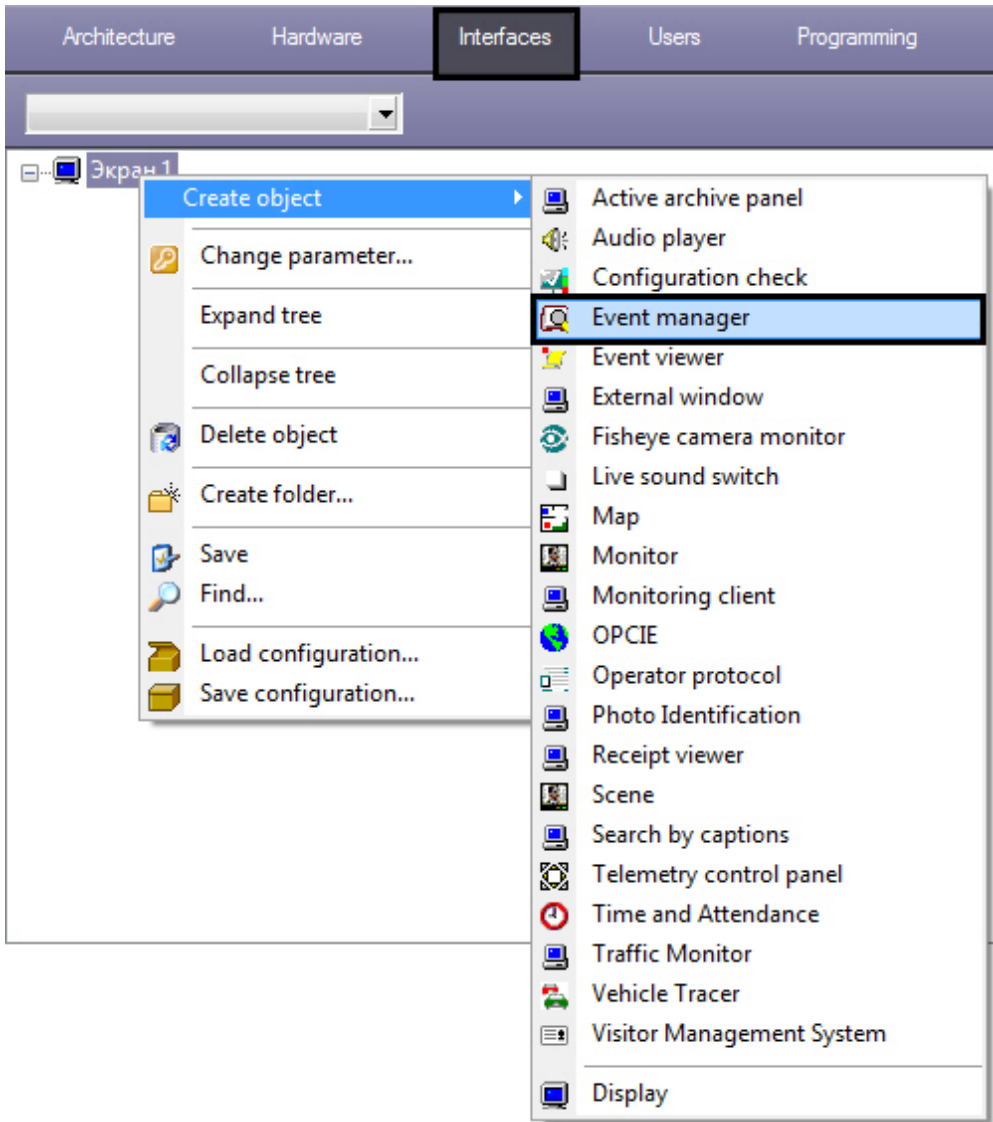 Architecture Hardware Interfaces Users Programming
Экран 1
Create object
Change parameter...
Expand tree
Collapse tree
Delete object
Create folder...
Save
Find...
Load configuration...
Save configuration...
Active archive panel
Audio player
Configuration check
Event manager
Event viewer
External window
Fisheye camera monitor
Live sound switch
Map
Monitor
Monitoring client
OPCIE
Operator protocol
Photo Identification
Receipt viewer
Scene
Search by captions
Telemetry control panel
Time and Attendance
Traffic Monitor
Vehicle Tracer
Visitor Management System
Display